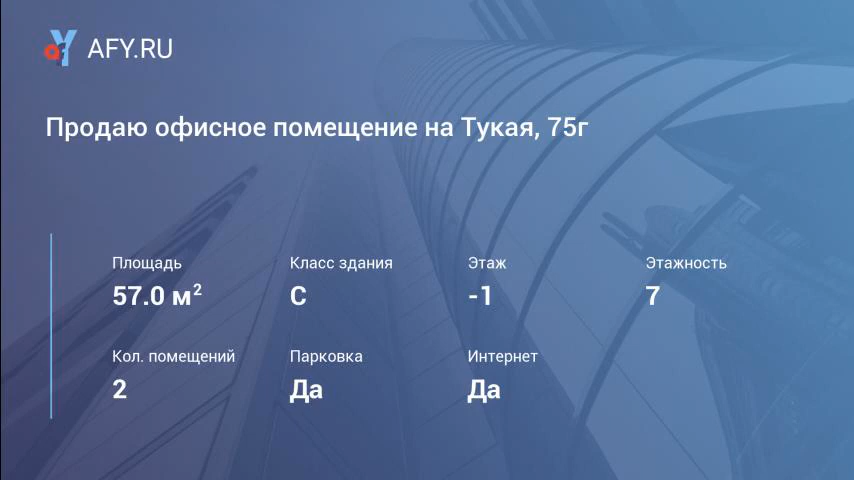 AFY.RU
Продаю офисное помещение на Тукая, 75г
Площадь Класс здания Этаж Этажность
57.0 м² С -1 7
Кол. помещений Парковка Интернет
2 Да Да